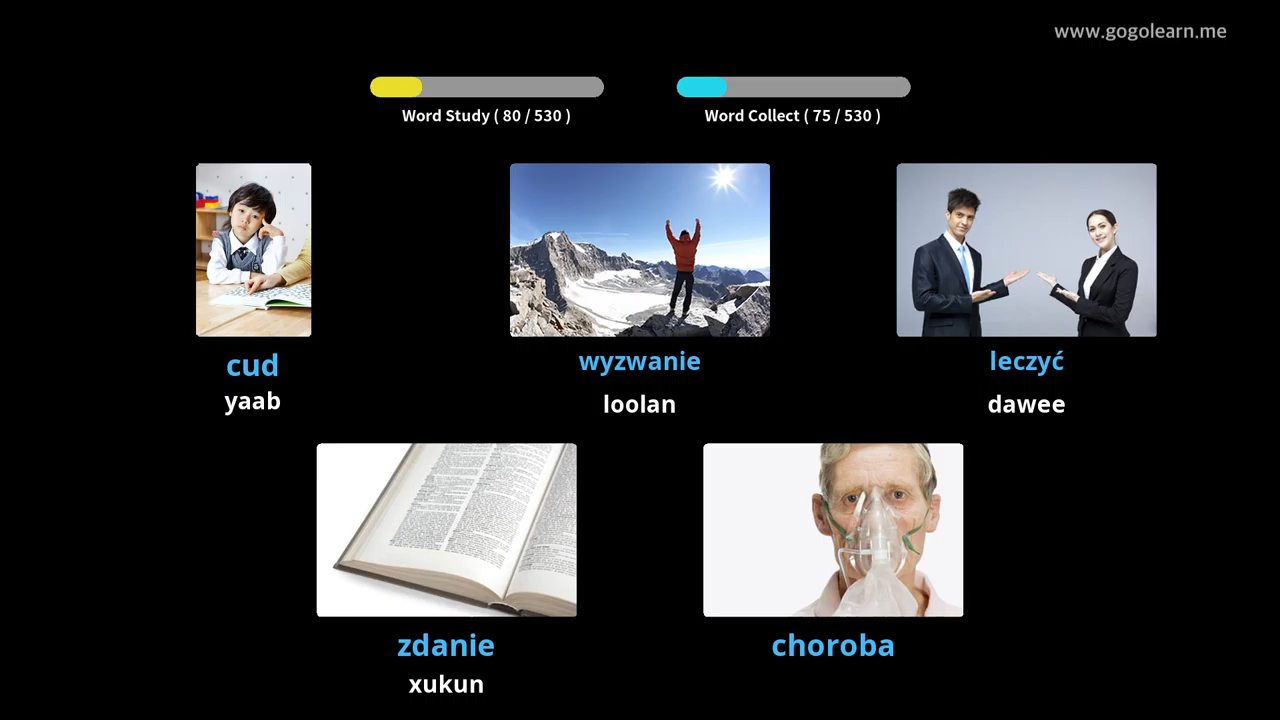 www.gogolearn.me
Word Study ( 80 / 530 )
Word Collect ( 75 / 530 )
cud
yaab
wyzwanie
loolan
leczyć
dawee
zdanie
xukun
choroba